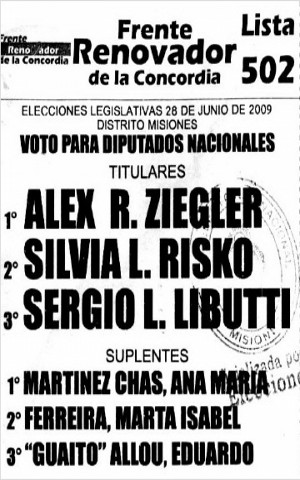 Frente
Renovador
de la Concordia
Frente
Renovador
de la Concordia
Lista
502
ELECCIONES LEGISLATIVAS 28 DE JUNIO DE 2009
DISTRITO MISIONES
VOTO PARA DIPUTADOS NACIONALES
TITULARES
1° ALEX R. ZIEGLER
2° SILVIA L. RISKO
3° SERGIO L. LIBUTTI
MISIONES
SUPLENTES
1° MARTINEZ CHAS, ANA MARIA
2° FERREIRA, MARTA ISABEL
3° "GUAITO" ALLOU, EDUARDO
por